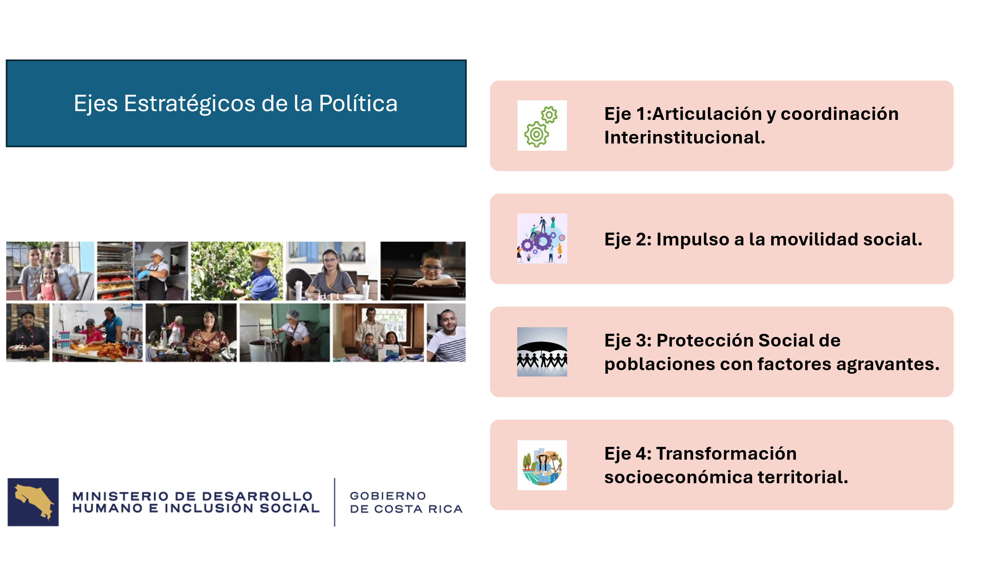 Ejes Estratégicos de la Política
Eje 1:Articulación y coordinación
Interinstitucional.
Eje 2: Impulso a la movilidad social.
Eje 3: Protección Social de
poblaciones con factores agravantes.
Eje 4: Transformación
socioeconómica territorial.
MINISTERIO DE DESARROLLO
HUMANO E INCLUSIÓN SOCIAL
GOBIERNO
DE COSTA RICA